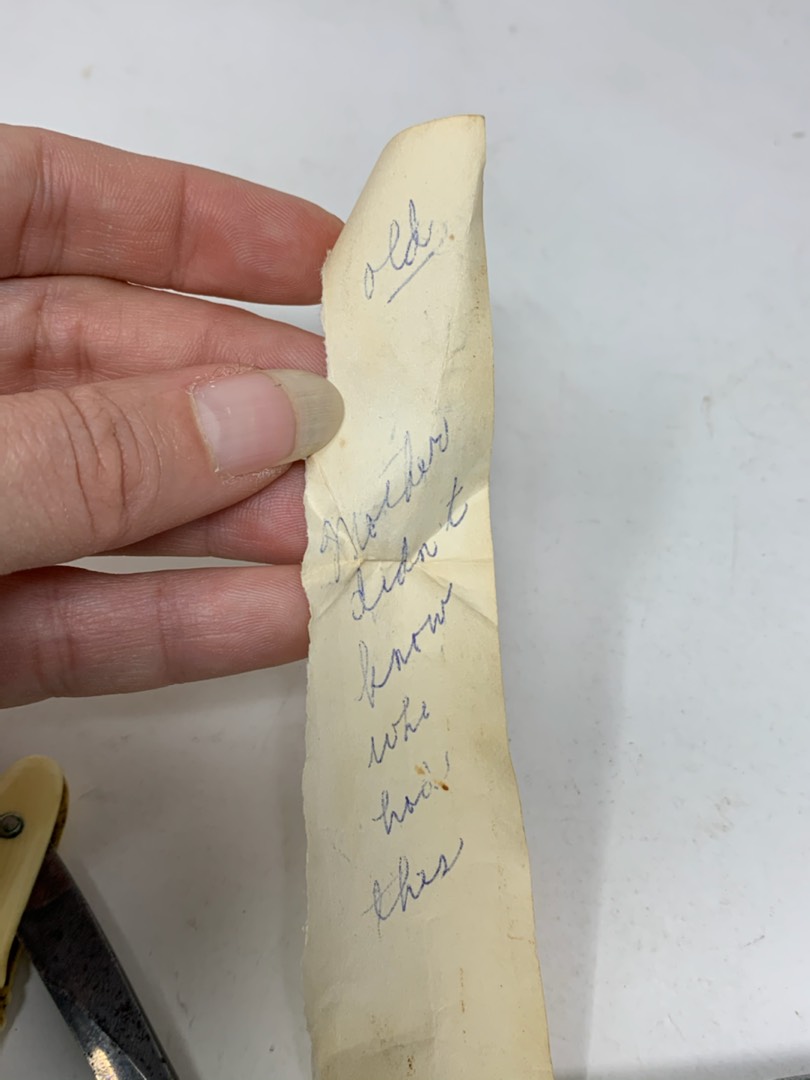 old
Mother
didn't
know
who
had
this